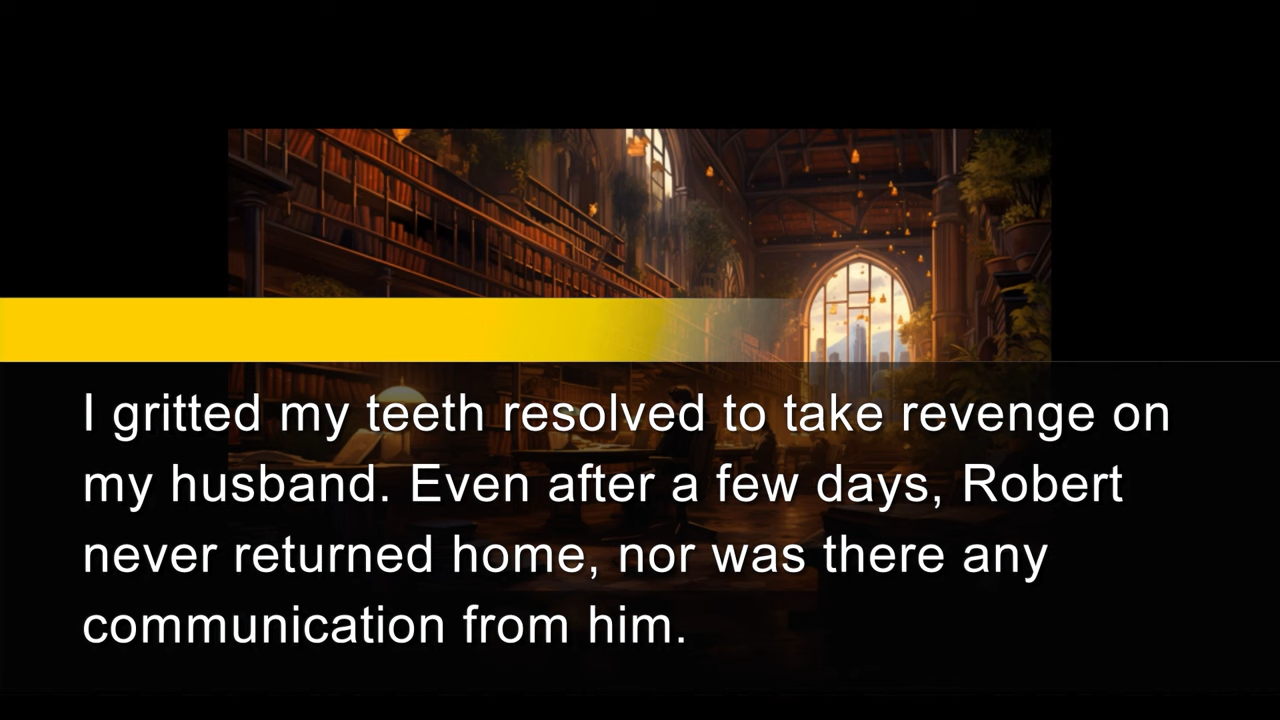 I gritted my teeth resolved to take revenge on
my husband. Even after a few days, Robert
never returned home, nor was there any
communication from him.